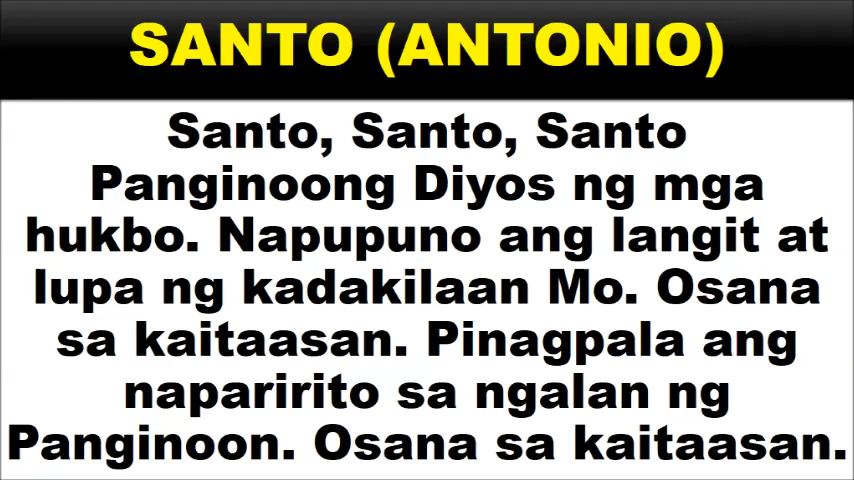 SANTO (ANTONIO)
Santo, Santo, Santo
Panginoong Diyos ng mga
hukbo. Napupuno ang langit at
lupa ng kadakilaan Mo. Osana
sa kaitaasan. Pinagpala ang
naparirito sa ngalan ng
Panginoon. Osana sa kaitaasan.